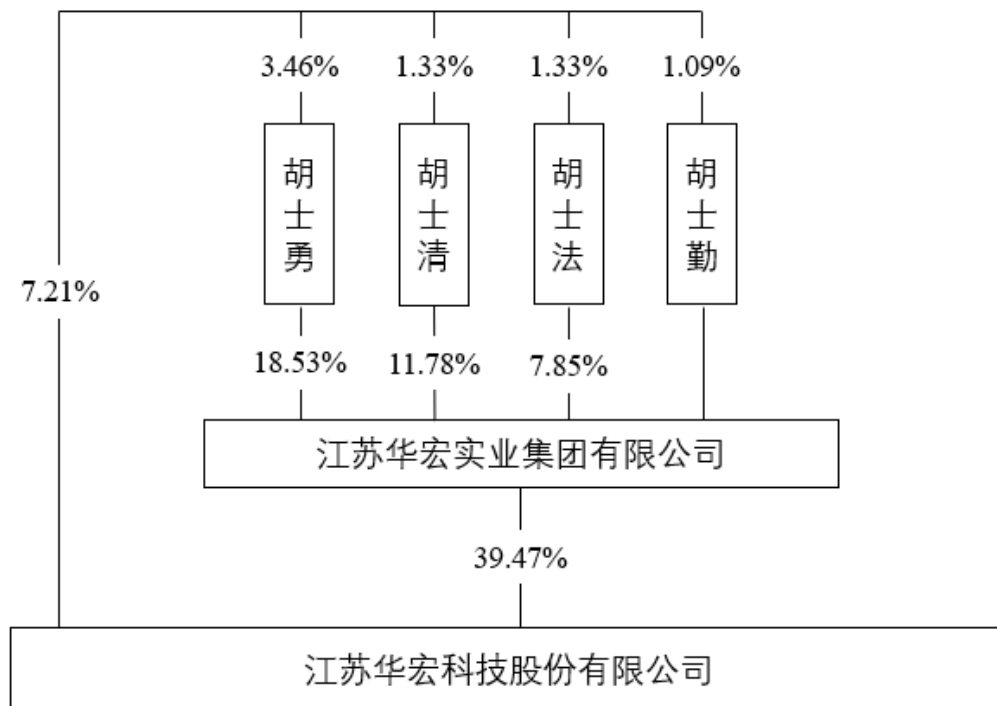 3.46% 1.33% 1.33% 1.09%
胡士勇 胡士清 胡士法 胡士勤
7.21%
18.53% 11.78% 7.85%
江苏华宏实业集团有限公司
39.47%
江苏华宏科技股份有限公司